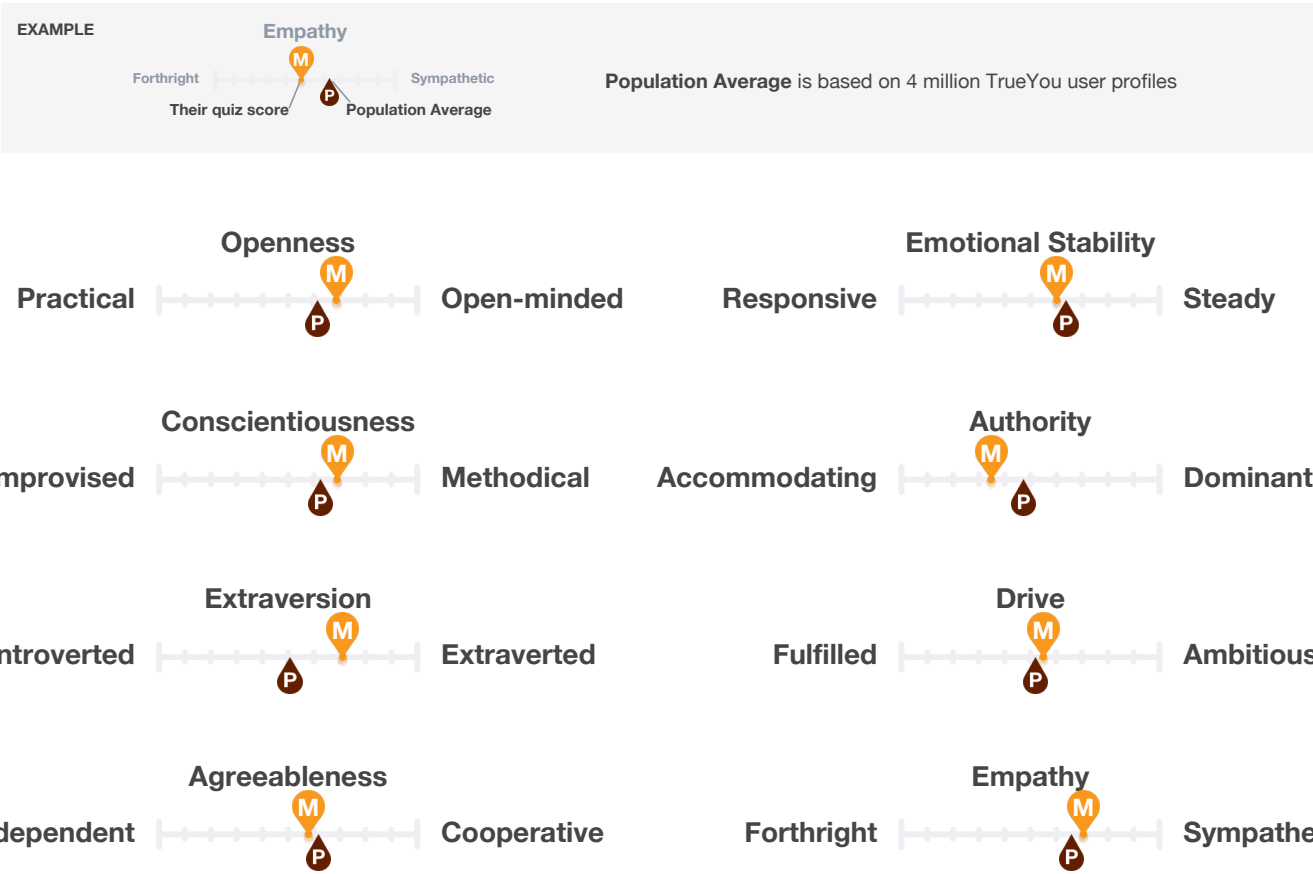 EXAMPLE
Empathy
M
Forthright
Sympathetic
Their quiz score
P
Population Average
Population Average is based on 4 million TrueYou user profiles
Openness
M
Practical
Open-minded
P
Emotional Stability
M
Responsive
Steady
P
Conscientiousness
M
mprovised
Methodical
P
Authority
M
Accommodating
Dominant
P
Extraversion
M
ntroverted
Extraverted
P
Drive
M
Fulfilled
Ambitious
P
Agreeableness
M
dependent
Cooperative
P
Empathy
M
Forthright
Sympathe
P